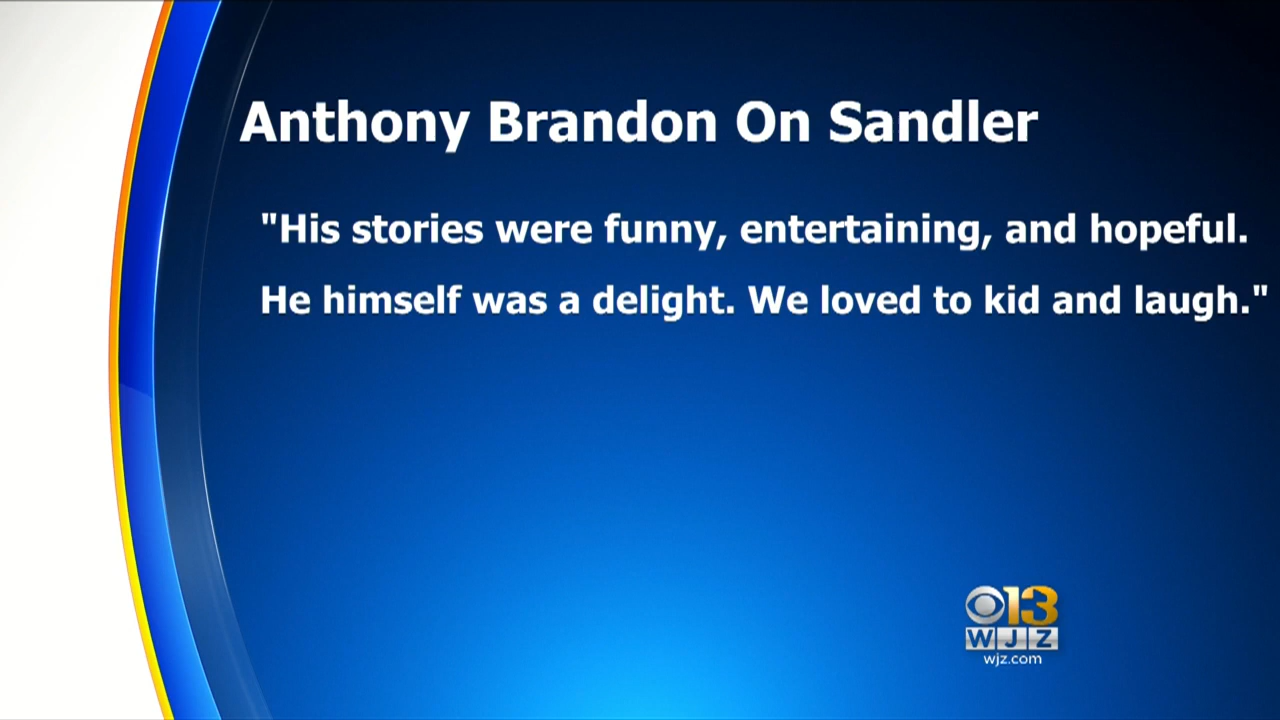 Anthony Brandon On Sandler
"His stories were funny, entertaining, and hopeful.
He himself was a delight. We loved to kid and laugh."
13
WJZ
wjz.com